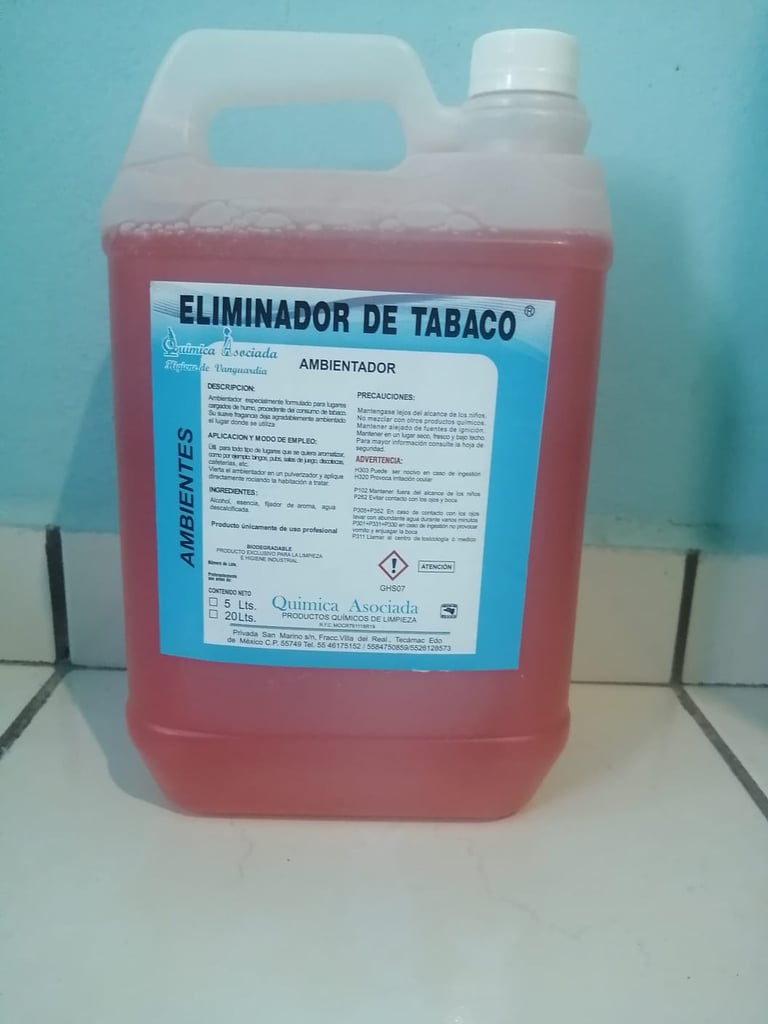 ELIMINADOR DE TABACO ®
Química Asociada
Higiene de Vanguardia
AMBIENTADOR
AMBIENTES
DESCRIPCION:
Ambientador especialmente formulado para lugares
cargados de humo, procedente del consumo de tabaco.
Su suave fragancia deja agradablemente ambientado
el lugar donde se utiliza
APLICACION Y MODO DE EMPLEO:
Útil para todo tipo de lugares que se quiera aromatizar,
como por ejemplo: bingos, pubs, salas de juego, discotecas,
cafeterias, etc.
Vierta el ambientador en un pulverizador y aplique
directamente rociando la habitación a tratar.
INGREDIENTES:
Alcohol, esencia, fijador de aroma, agua
descalcificada.
Producto únicamente de uso profesional
BIODEGRADABLE
PRODUCTO EXCLUSIVO PARA LA LIMPIEZA
E HIGIENE INDUSTRIAL
Número de Lote.
CONTENIDO NETO
5 Lts.
20Lts.
PRECAUCIONES:
Mantengase lejos del alcance de los niños.
No mezclar con otros productos químicos.
Mantener alejado de fuentes de ignición.
Mantener en un lugar seco, fresco y bajo techo.
Para mayor información consulte la hoja de
seguridad.
ADVERTENCIA:
H303 Puede ser nocivo en caso de ingestión
H320 Provoca irritación ocular
P102 Mantener fuera del alcance de los niños
P262 Evitar contacto con los ojos y boca
P305+P352 En caso de contacto con los ojos
lavar con abundante agua durante varios minutos
P301+P331+P330 en caso de ingestión no provocar
vomito y enjuagar la boca
P311 Llamar al centro de toxicología ó medico
ATENCIÓN
GHS07
Quimica Asociada
PRODUCTOS QUÍMICOS DE LIMPIEZA
Privada San Marino s/n, Fracc.Villa del Real., Tecámac Edo.
de México C.P. 55749 Tel. 55 46175152 / 5584750859/5526128573